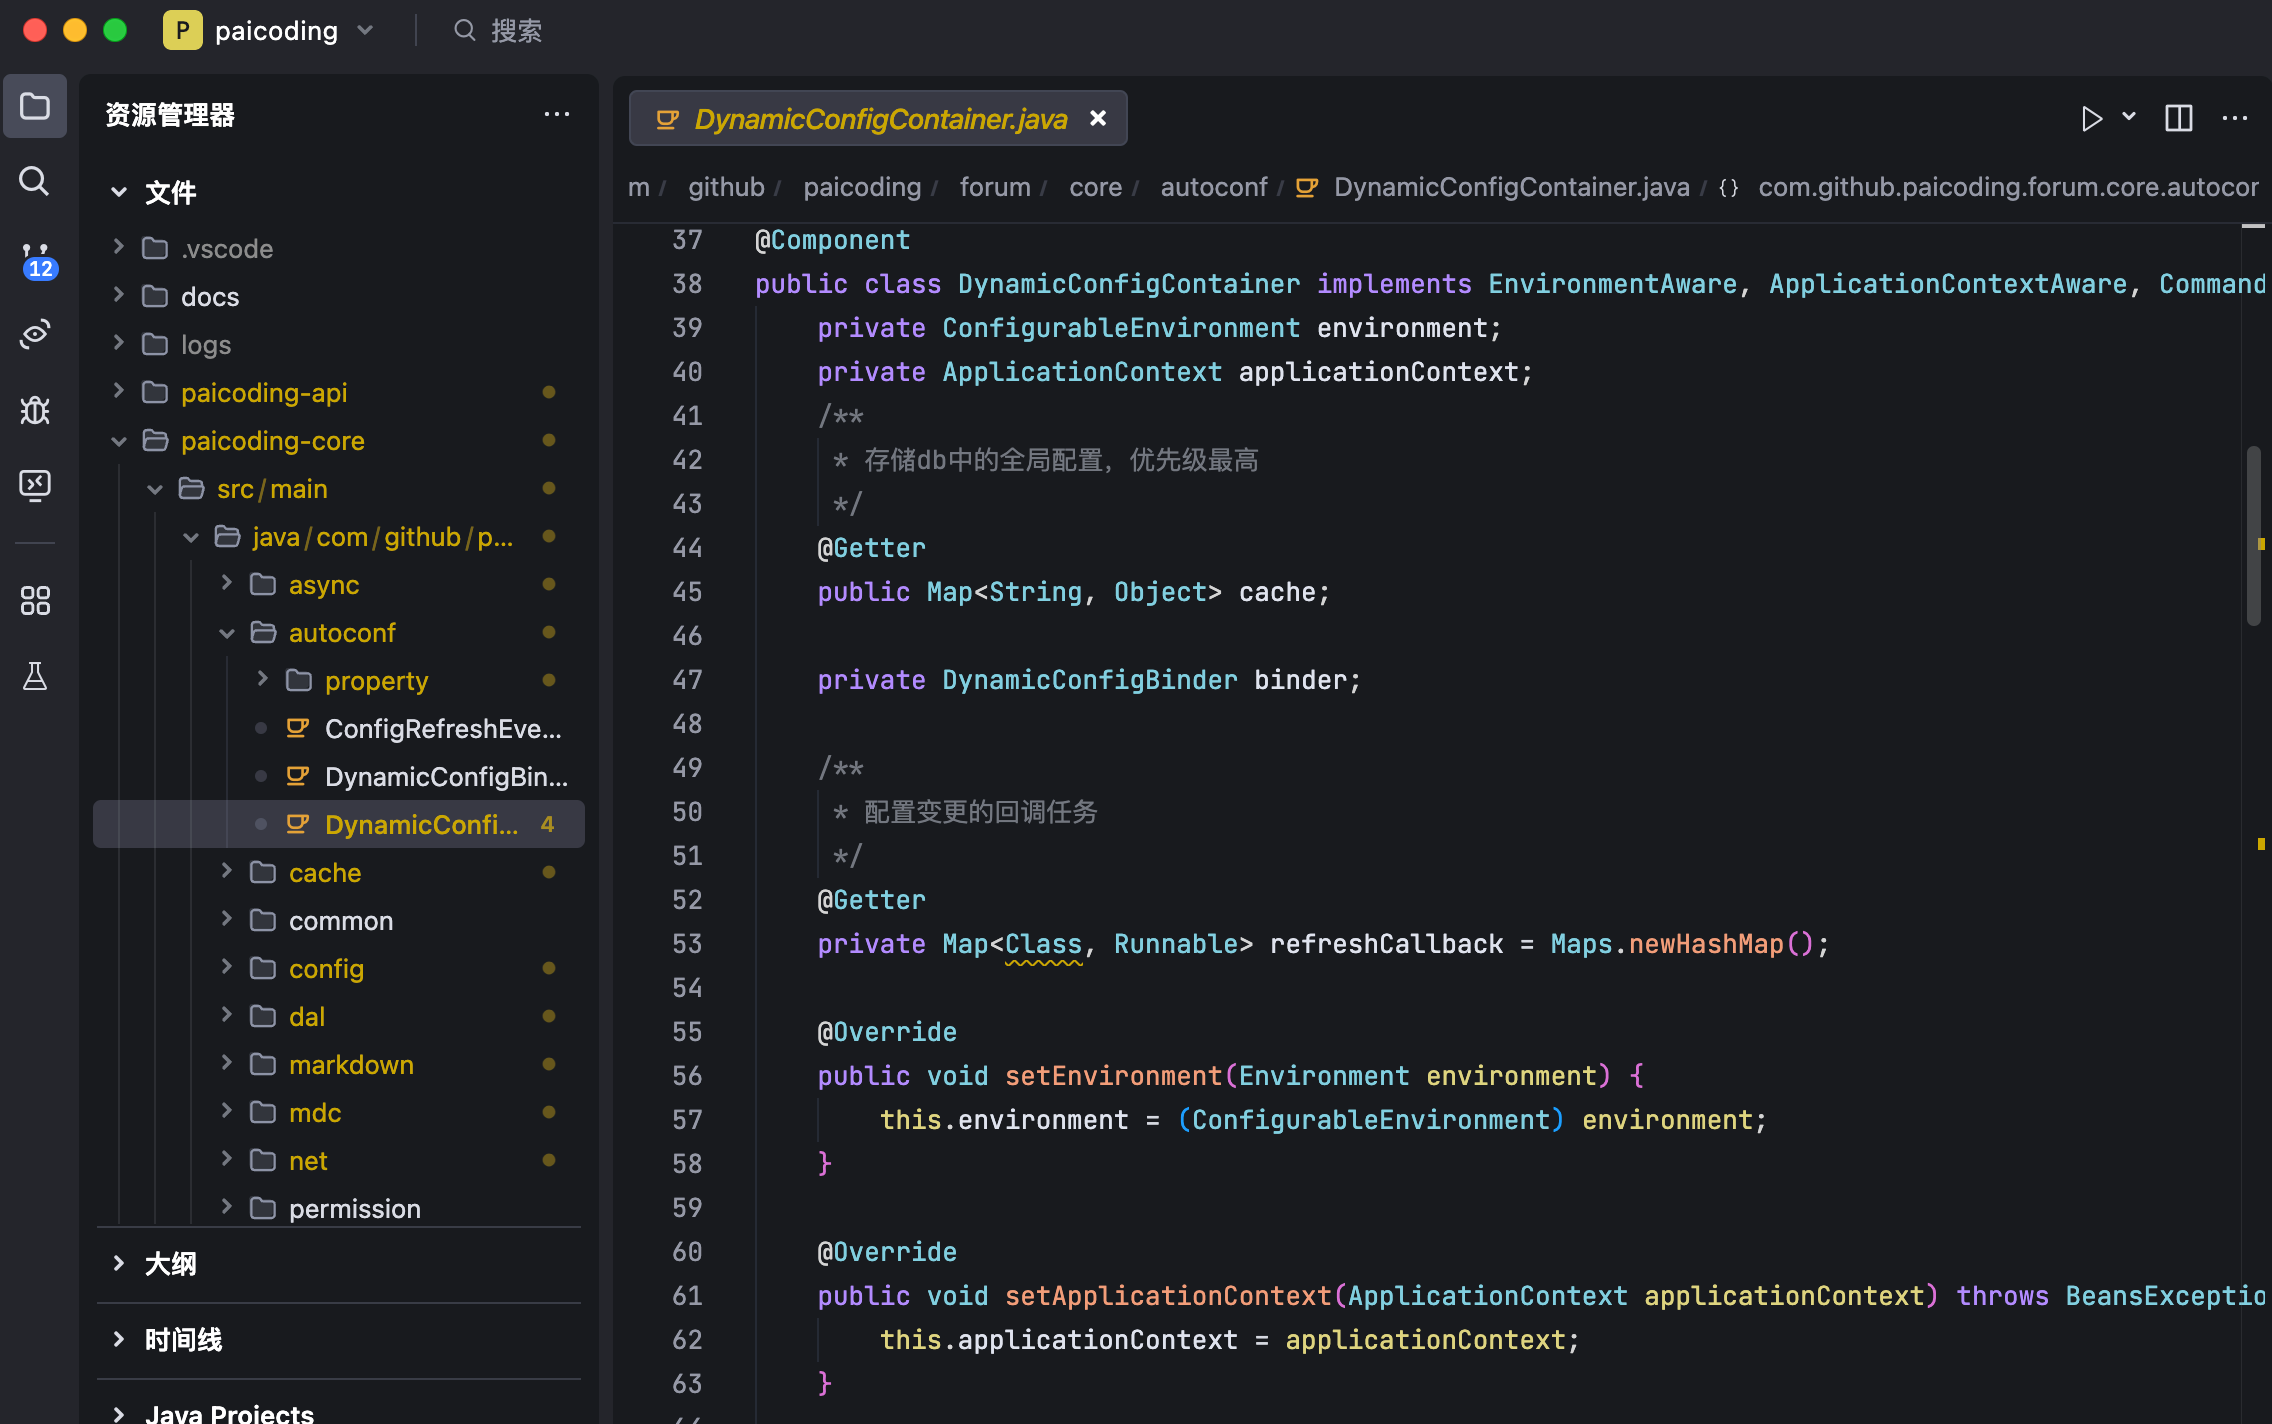 P paicoding 搜索
资源管理器
文件
.vscode
docs
logs
paicoding-api
paicoding-core
src/main
java/com/github/p...
async
autoconf
property
ConfigRefreshEve...
DynamicConfigBin...
DynamicConfi... 4
cache
common
config
dal
markdown
mdc
net
permission
大纲
时间线
Java Projects
12
DynamicConfigContainer.java
m / github / paicoding / forum / core / autoconf / DynamicConfigContainer.java / {} com.github.paicoding.forum.core.autocor
37 @Component
38 public class DynamicConfigContainer implements EnvironmentAware, ApplicationContextAware, Command
39 private ConfigurableEnvironment environment;
40 private ApplicationContext applicationContext;
41 /**
42 * 存储db中的全局配置，优先级最高
43 */
44 @Getter
45 public Map<String, Object> cache;
46
47 private DynamicConfigBinder binder;
48
49 /**
50 * 配置变更的回调任务
51 */
52 @Getter
53 private Map<Class, Runnable> refreshCallback = Maps.newHashMap();
54
55 @Override
56 public void setEnvironment(Environment environment) {
57 this.environment = (ConfigurableEnvironment) environment;
58 }
59
60 @Override
61 public void setApplicationContext(ApplicationContext applicationContext) throws BeansExceptio
62 this.applicationContext = applicationContext;
63 }